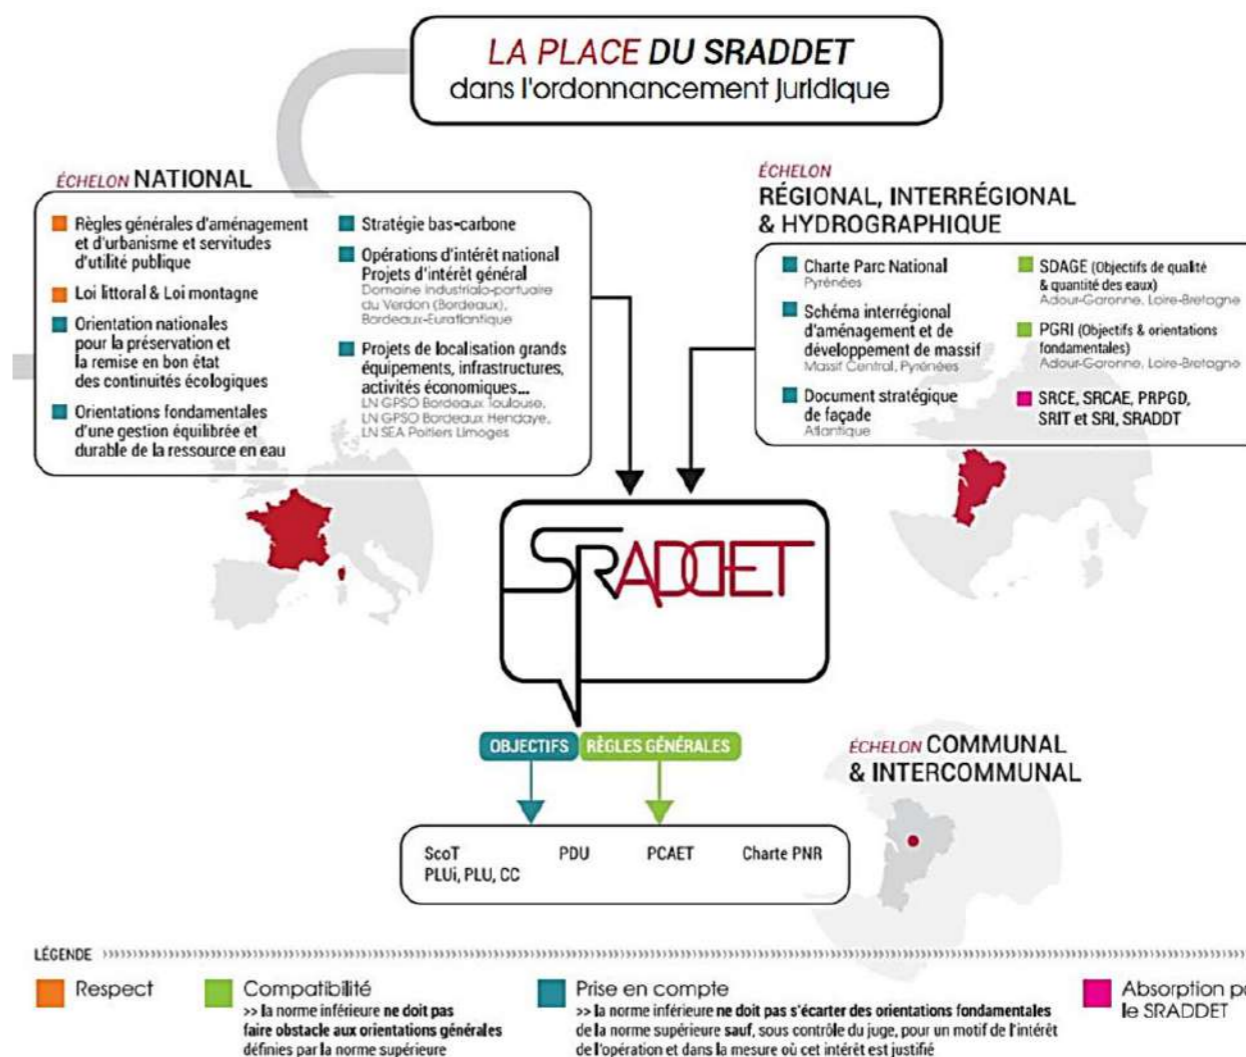 LA PLACE DU SRADDET
dans l'ordonnancement juridique
ÉCHELON NATIONAL
Règles générales d'aménagement
et d'urbanisme et servitudes
d'utilité publique
Loi littoral & Loi montagne
Orientation nationales
pour la préservation et
la remise en bon état
des continuités écologiques
Orientations fondamentales
d'une gestion équilibrée et
durable de la ressource en eau
Stratégie bas-carbone
Opérations d'intérêt national
Projets d'intérêt général
Domaine industrialo-portuaire
du Verdon (Bordeaux),
Bordeaux-Euratlantique
Projets de localisation grands
équipements, infrastructures,
activités économiques...
LN GPSO Bordeaux Toulouse,
LN GPSO Bordeaux Hendaye,
LN SEA Poitiers Limoges
ÉCHELON
RÉGIONAL, INTERRÉGIONAL
& HYDROGRAPHIQUE
Charte Parc National
Pyrénées
Schéma interrégional
d'aménagement et de
développement de massif
Massif Central, Pyrénées
Document stratégique
de façade
Atlantique
SDAGE (Objectifs de qualité
& quantité des eaux)
Adour-Garonne, Loire-Bretagne
PGRI (Objectifs & orientations
fondamentales)
Adour-Garonne, Loire-Bretagne
SRCE, SRCAE, PRPGD,
SRIT et SRI, SRADDT
SRADDET
OBJECTIFS
RÈGLES GÉNÉRALES
ÉCHELON COMMUNAL
& INTERCOMMUNAL
ScoT
PLUi, PLU, CC
PDU
PCAET
Charte PNR
LÉGENDE
Respect
Compatibilité
>> la norme inférieure ne doit pas
faire obstacle aux orientations générales
définies par la norme supérieure
Prise en compte
>> la norme inférieure ne doit pas s'écarter des orientations fondamentales
de la norme supérieure sauf, sous contrôle du juge, pour un motif de l'intérêt
de l'opération et dans la mesure où cet intérêt est justifié
Absorption pa
le SRADDET